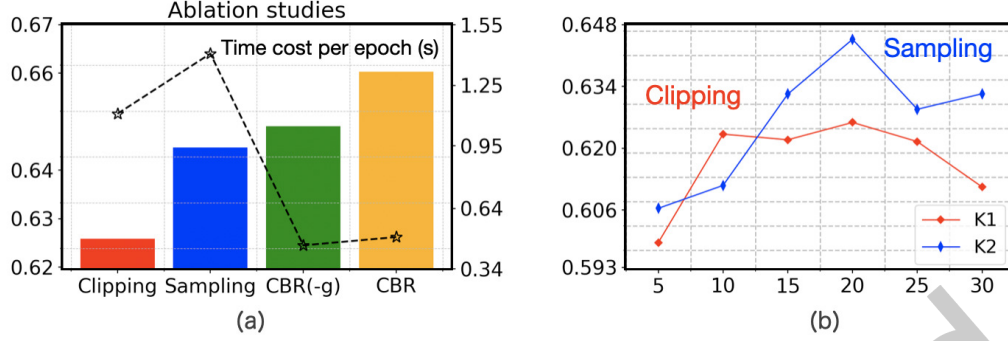 Ablation studies
0.67
0.66
0.64
0.63
0.62
Time cost per epoch (s)
1.55
1.25
0.95
0.64
0.34
Clipping Sampling CBR(-g) CBR
(a)
0.648
0.634
0.620
0.606
0.593
Sampling
Clipping
K1
K2
5 10 15 20 25 30
(b)